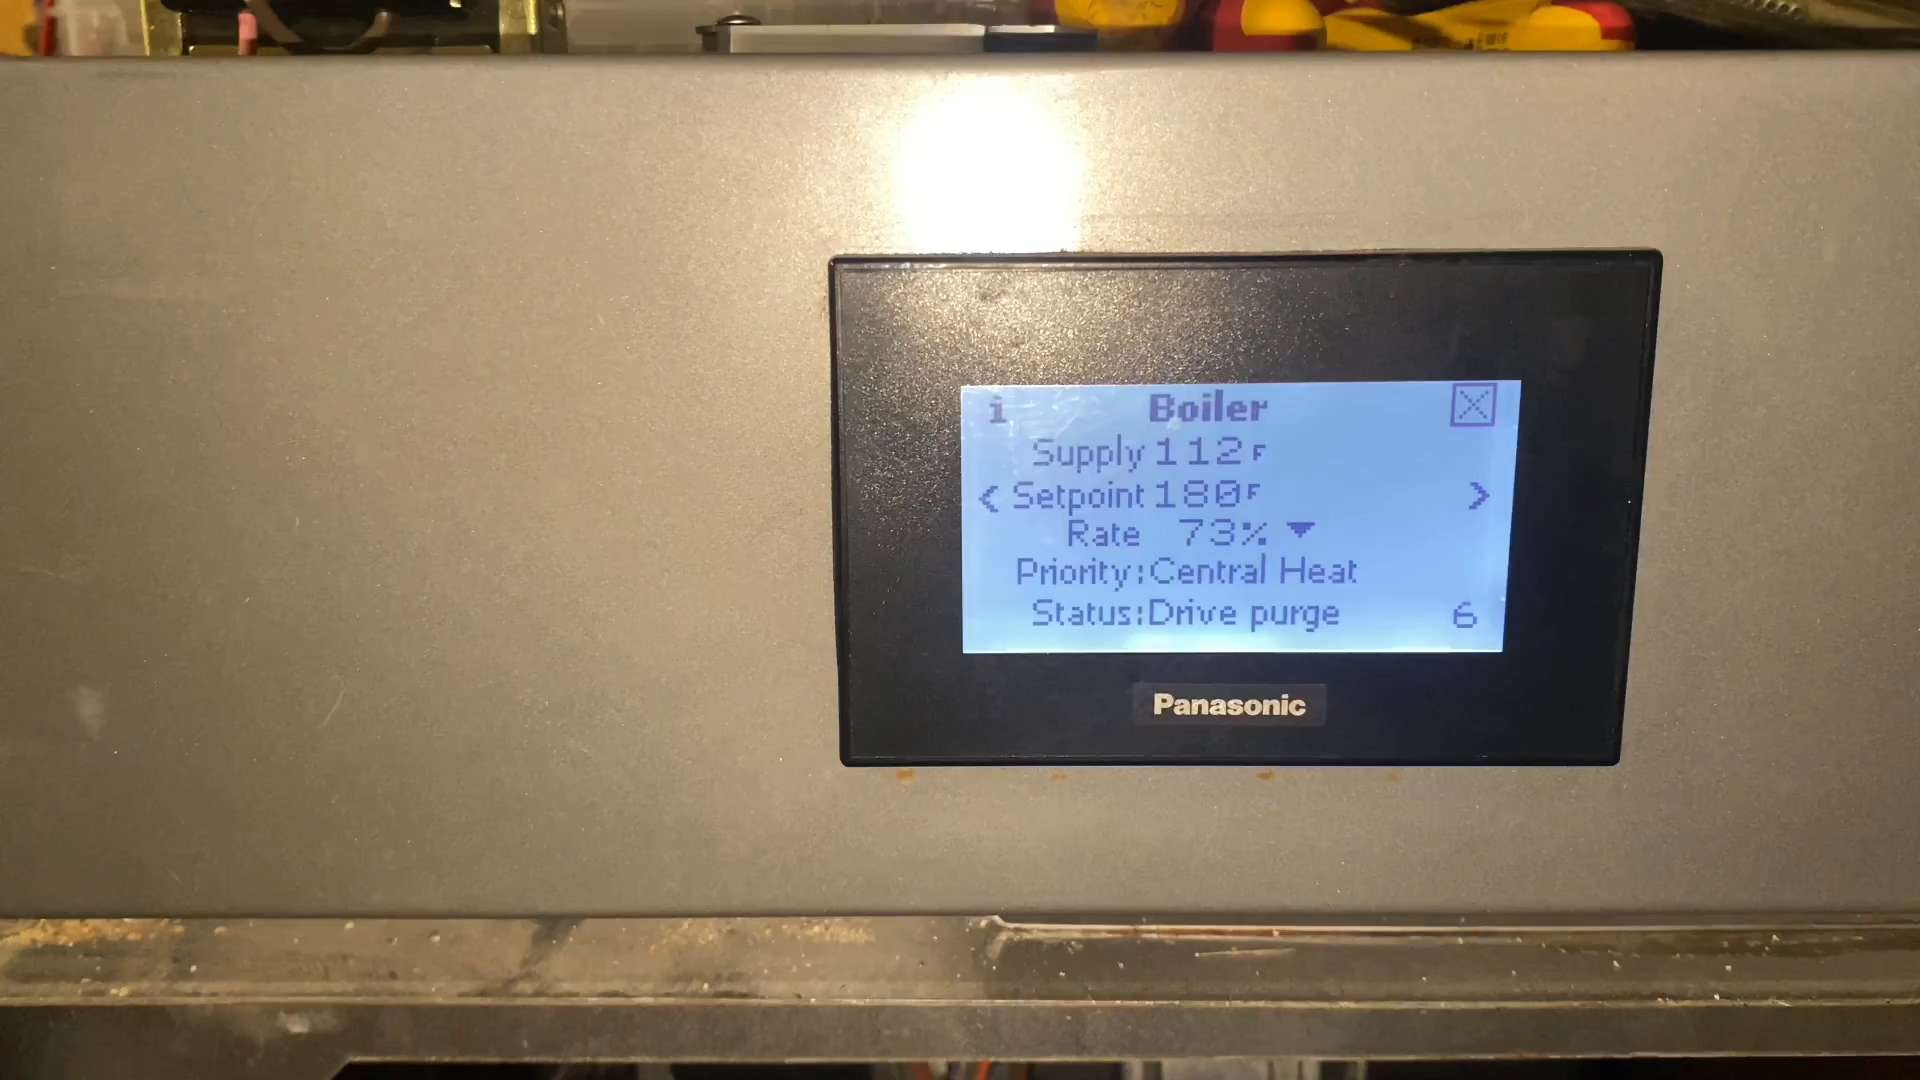 i Boiler
Supply 112F
< Setpoint 180F >
Rate 73% ▼
Priority:Central Heat
Status:Drive purge 6
Panasonic